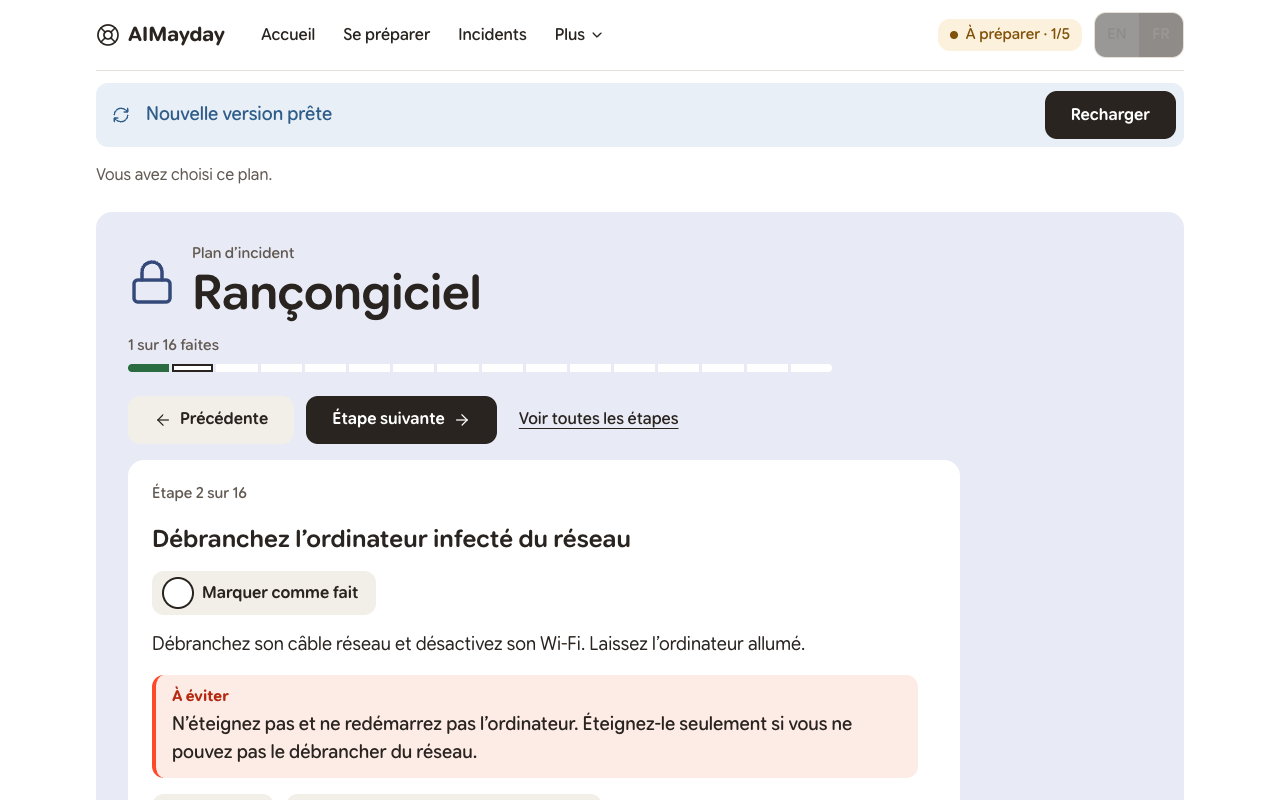 AIMayday
Accueil
Se préparer
Incidents
Plus
À préparer · 1/5
EN
FR
Nouvelle version prête
Recharger
Vous avez choisi ce plan.
Plan d’incident
Rançongiciel
1 sur 16 faites
Précédente
Étape suivante
Voir toutes les étapes
Étape 2 sur 16
Débranchez l’ordinateur infecté du réseau
Marquer comme fait
Débranchez son câble réseau et désactivez son Wi-Fi. Laissez l’ordinateur allumé.
À éviter
N’éteignez pas et ne redémarrez pas l’ordinateur. Éteignez-le seulement si vous ne
pouvez pas le débrancher du réseau.